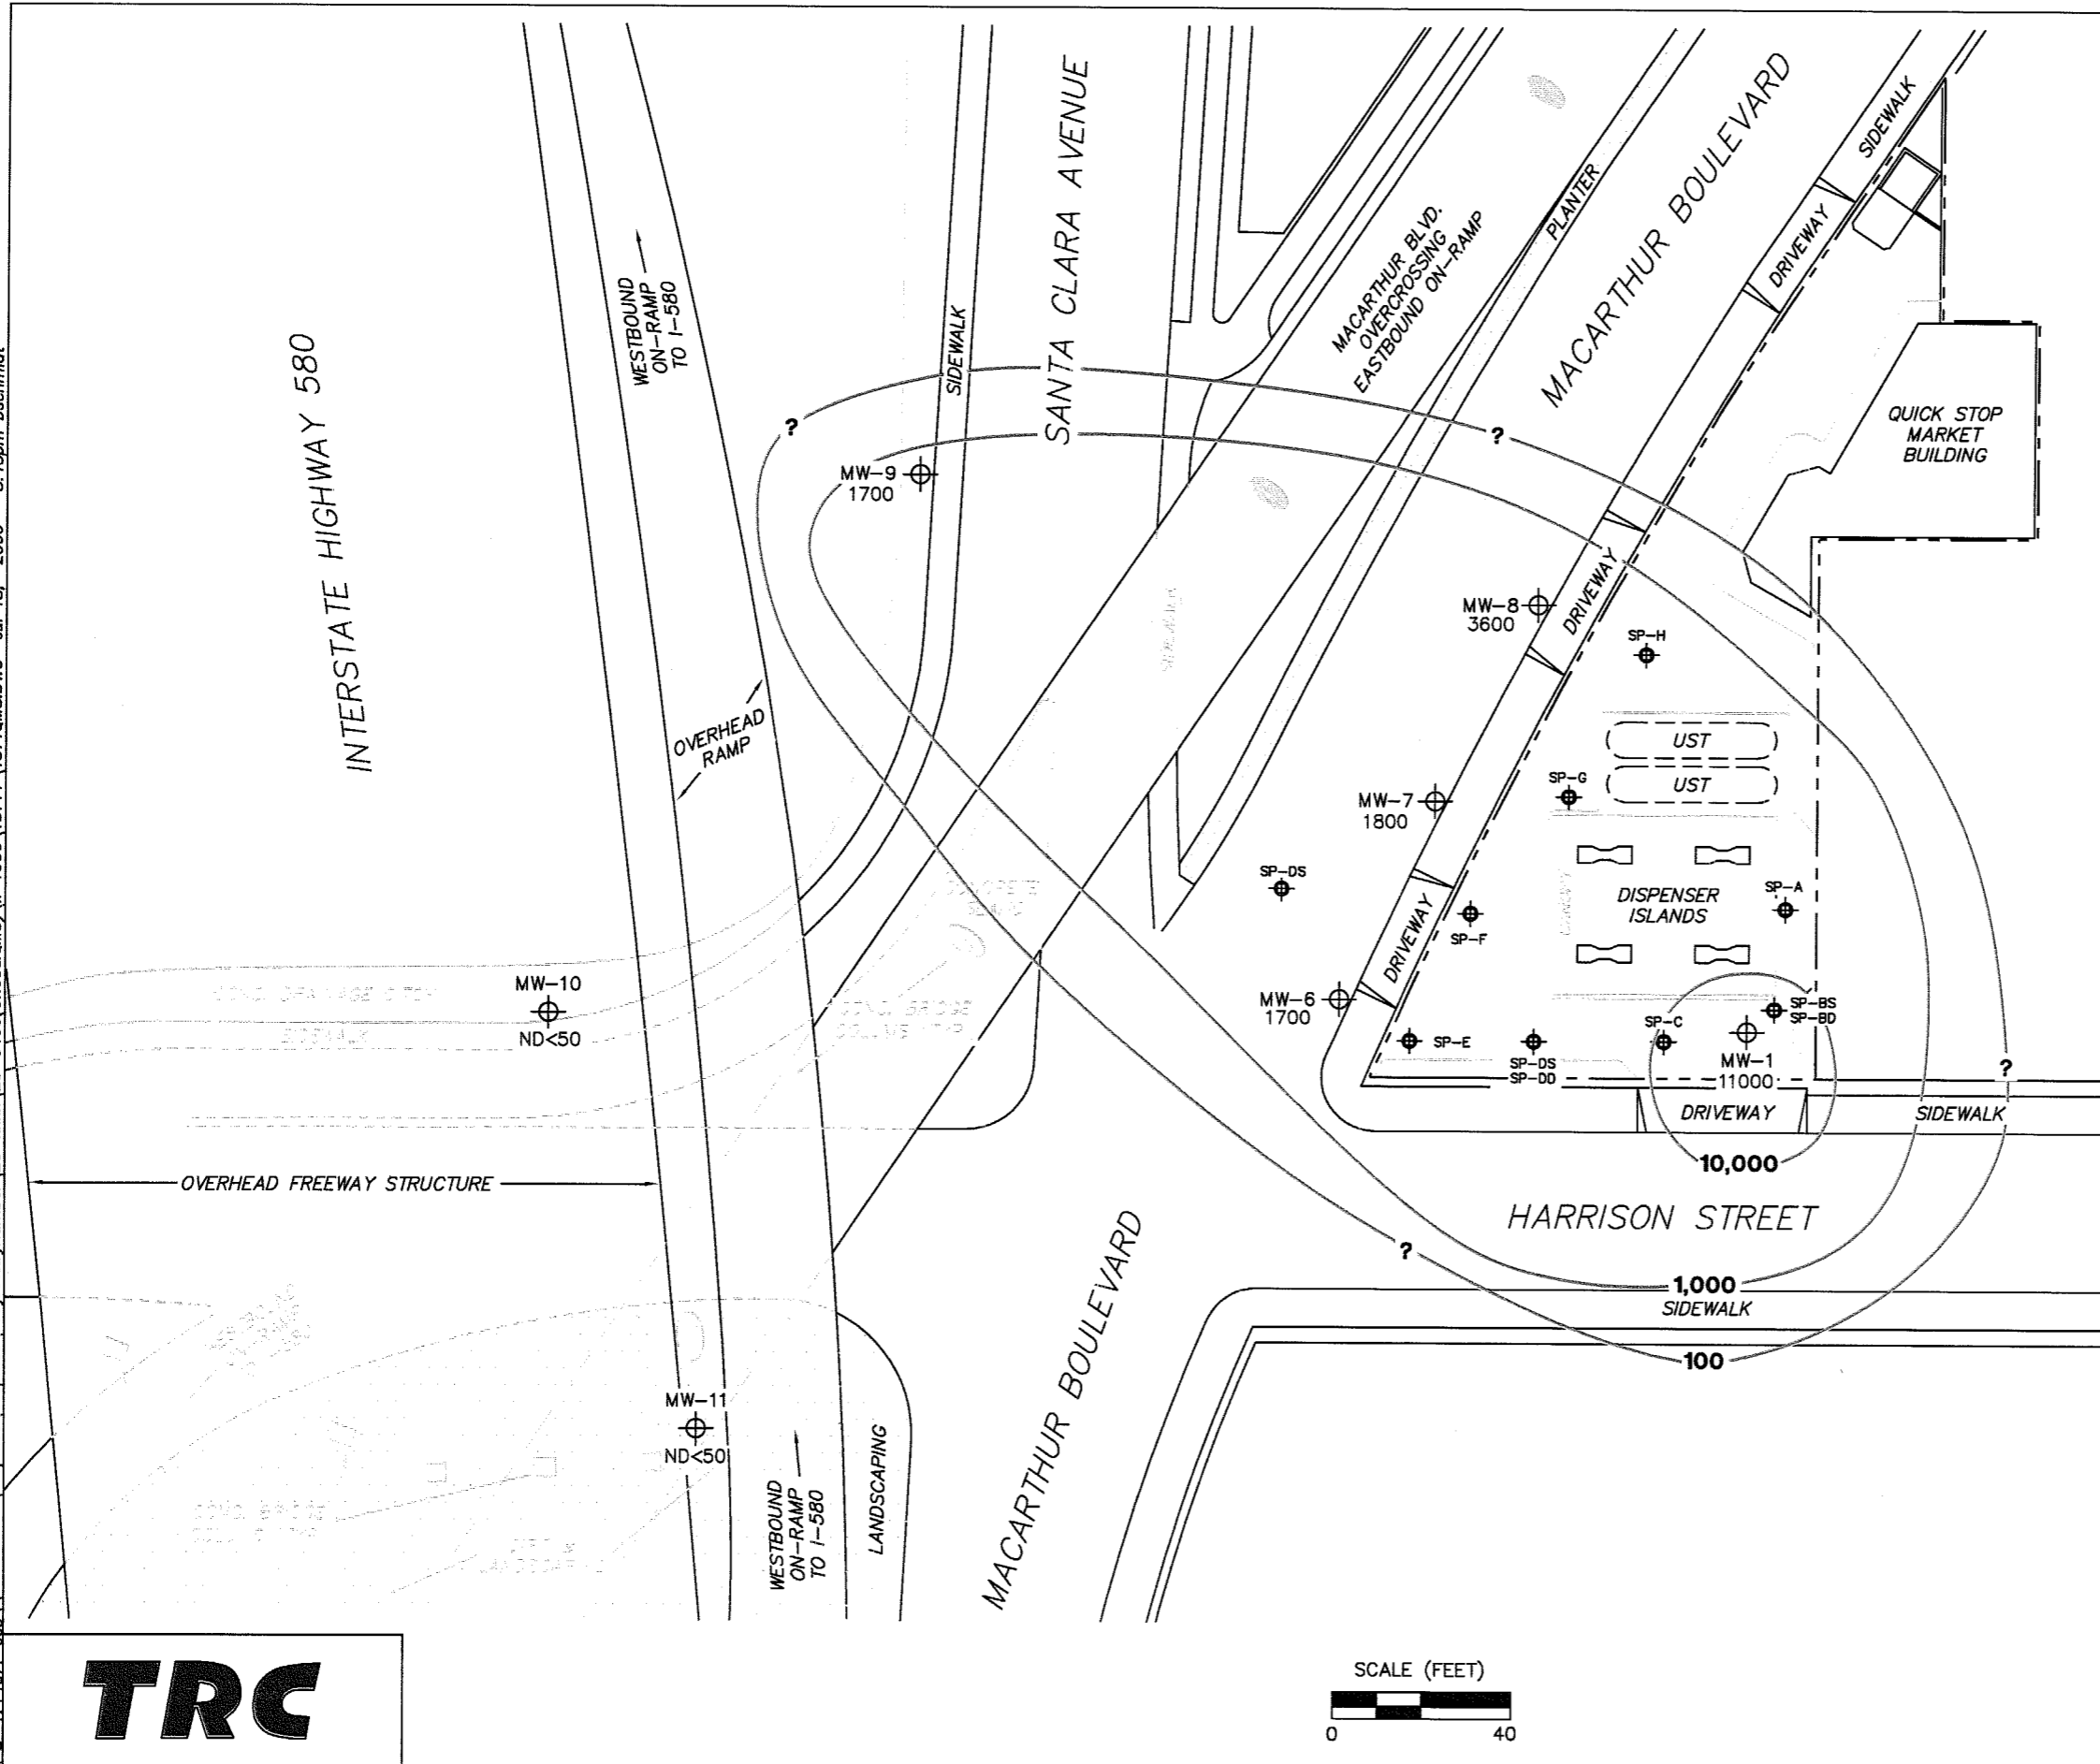 INTERSTATE HIGHWAY 580
WESTBOUND
ON-RAMP
TO I-580
SIDEWALK
SANTA CLARA AVENUE
MACARTHUR BLVD.
OVERCROSSING
EASTBOUND ON-RAMP
PLANTER
MACARTHUR BOULEVARD
SIDEWALK
DRIVEWAY
QUICK STOP
MARKET
BUILDING
?
?
MW-9
1700
MW-8
3600
DRIVEWAY
SP-H
OVERHEAD
RAMP
UST
UST
SP-G
MW-7
1800
SP-DS
SP-F
DRIVEWAY
DISPENSER
ISLANDS
SP-A
MW-10
ND<50
MW-6
1700
SP-E
SP-DS
SP-DD
SP-C
SP-BS
SP-BD
MW-1
11000
?
DRIVEWAY
SIDEWALK
10,000
OVERHEAD FREEWAY STRUCTURE
HARRISON STREET
?
1,000
SIDEWALK
100
MACARTHUR BOULEVARD
MW-11
ND<50
WESTBOUND
ON-RAMP
TO I-580
LANDSCAPING
TRC
SCALE (FEET)
0 40